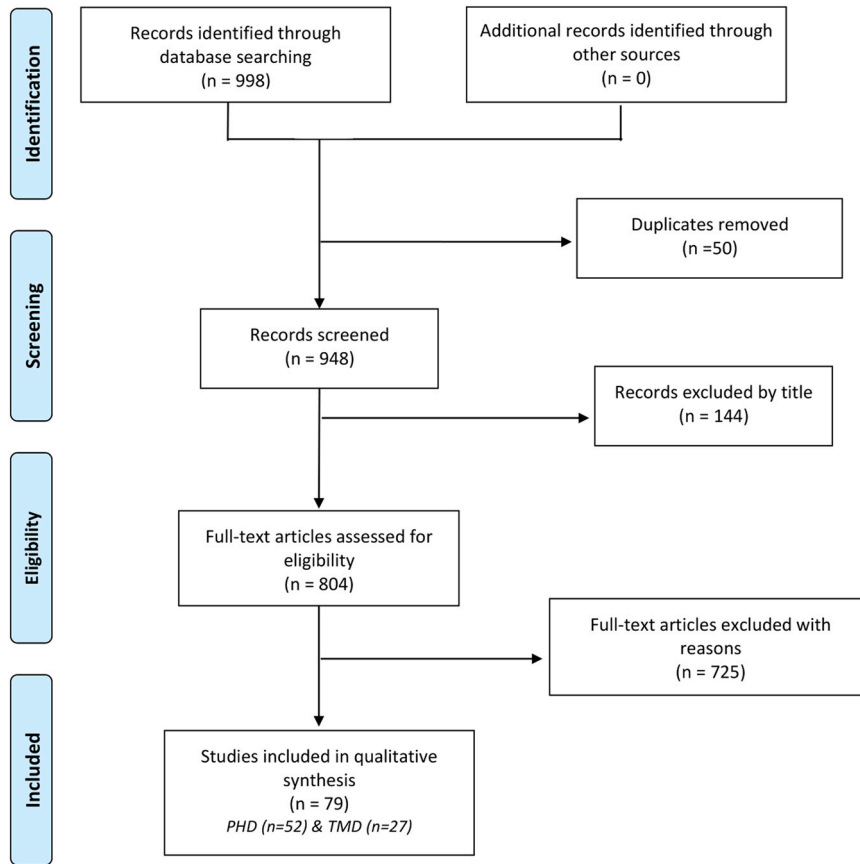 Identification
Records identified through
database searching
(n = 998)
Additional records identified through
other sources
(n = 0)
Duplicates removed
(n =50)
Screening
Records screened
(n = 948)
Records excluded by title
(n = 144)
Eligibility
Full-text articles assessed for
eligibility
(n = 804)
Full-text articles excluded with
reasons
(n = 725)
Included
Studies included in qualitative
synthesis
(n = 79)
PHD (n=52) & TMD (n=27)